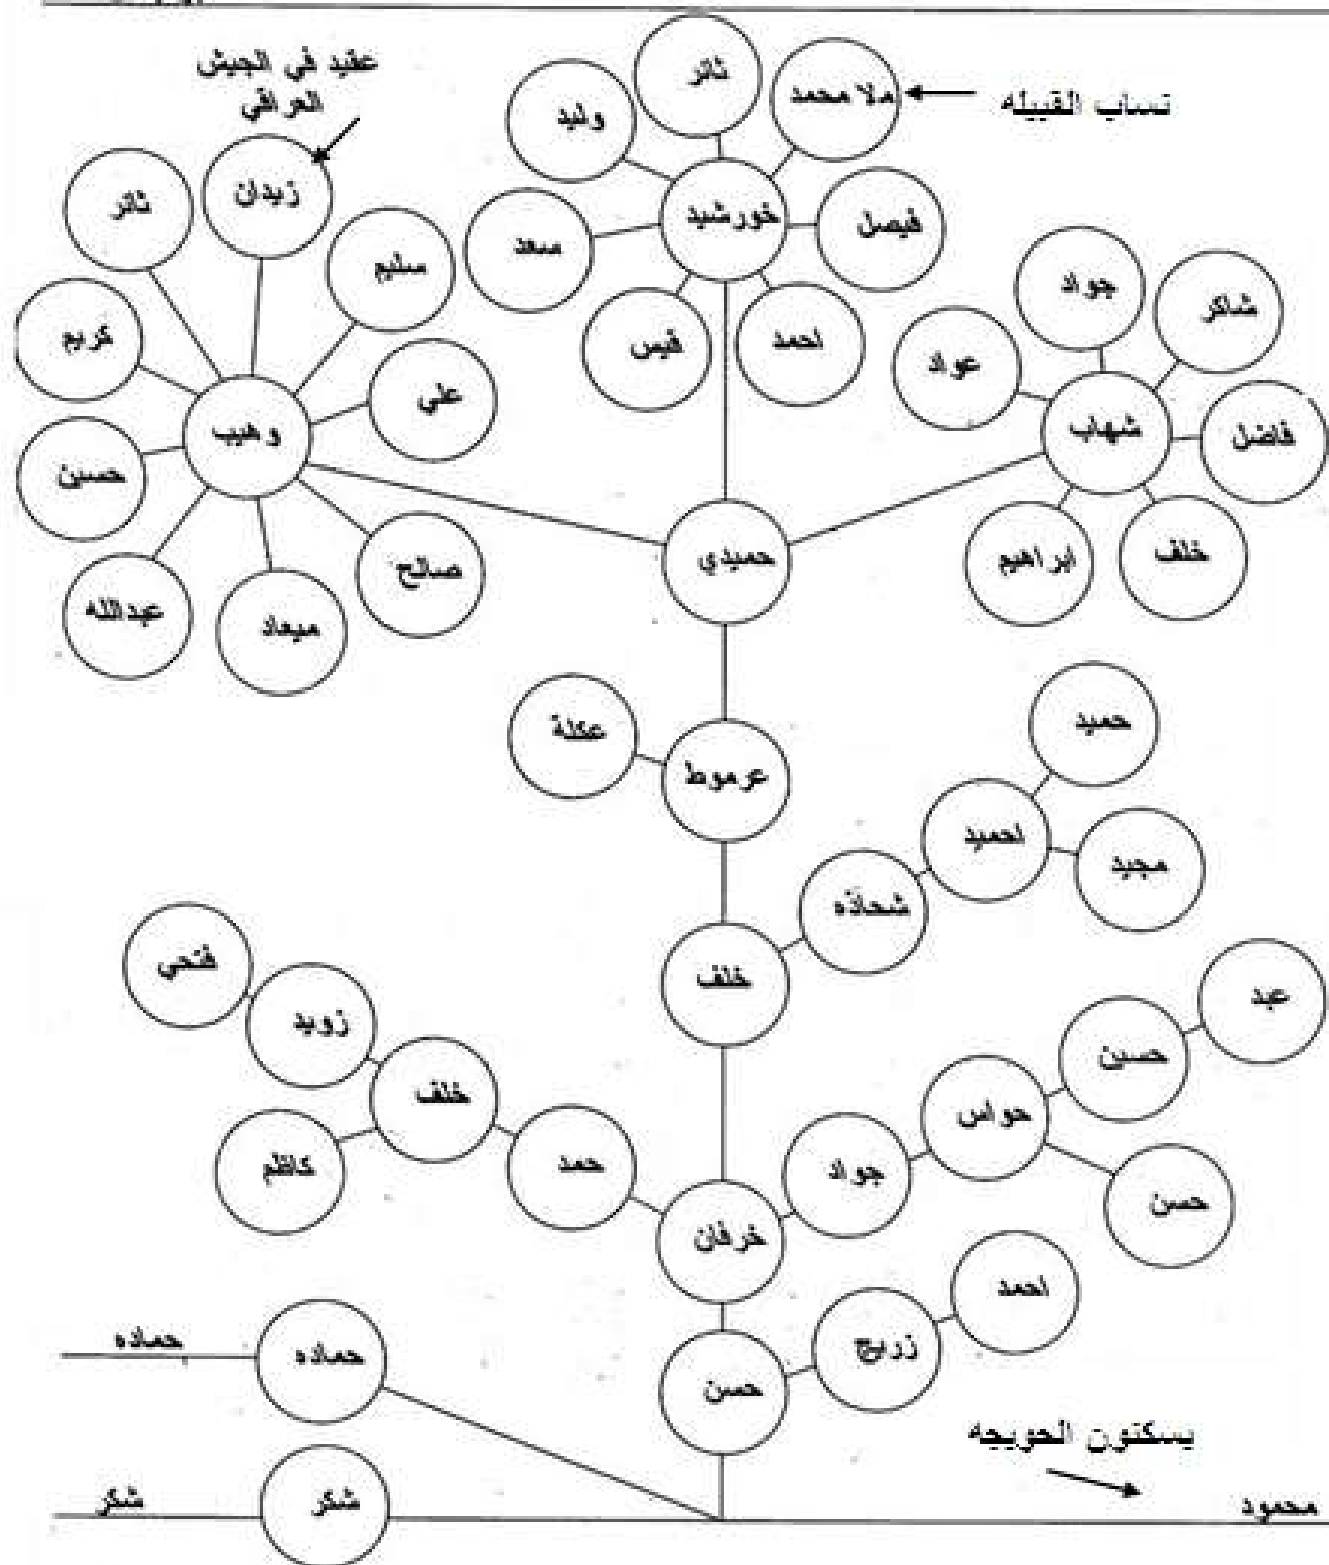 عقيد في الجيش
العراقي
ثائر
ملا محمد
نساب القبيله
وليد
زيدان
ثائر
خورشيد
فيصل
سعد
سليم
جواد
شاكر
كريم
قيس
احمد
عواد
علي
وهيب
شهاب
فاضل
حسين
حميدي
ابراهيم
خلف
صالح
عبدالله
ميعاد
عكلة
حميد
عرموط
احميد
مجيد
شحاذه
فتحي
خلف
عبد
زويد
حسين
خلف
حواس
كاظم
حمد
جواد
حسن
خرفان
احمد
حماده
حماده
زريج
حسن
يسكنون الحويجه
شكر
شكر
محمود